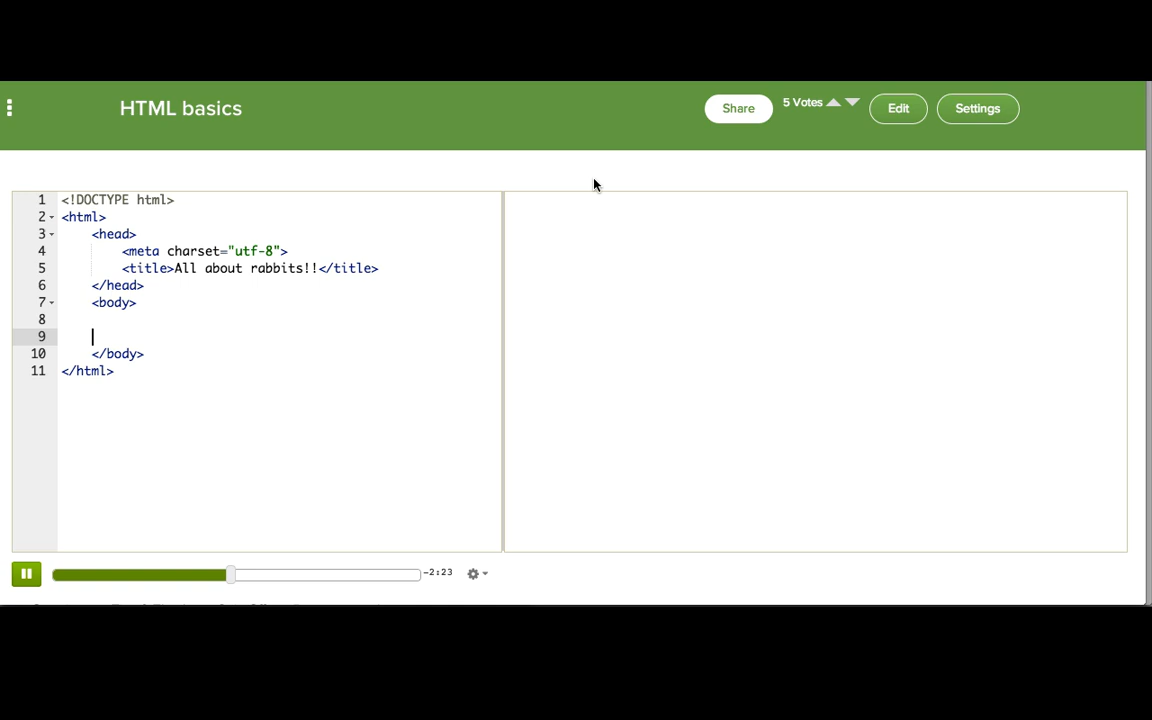 HTML basics
Share
5 Votes
Edit
Settings
1 <!DOCTYPE html>
2 <html>
3 <head>
4 <meta charset="utf-8">
5 <title>All about rabbits!!</title>
6 </head>
7 <body>
8
9
10 </body>
11 </html>
-2:23